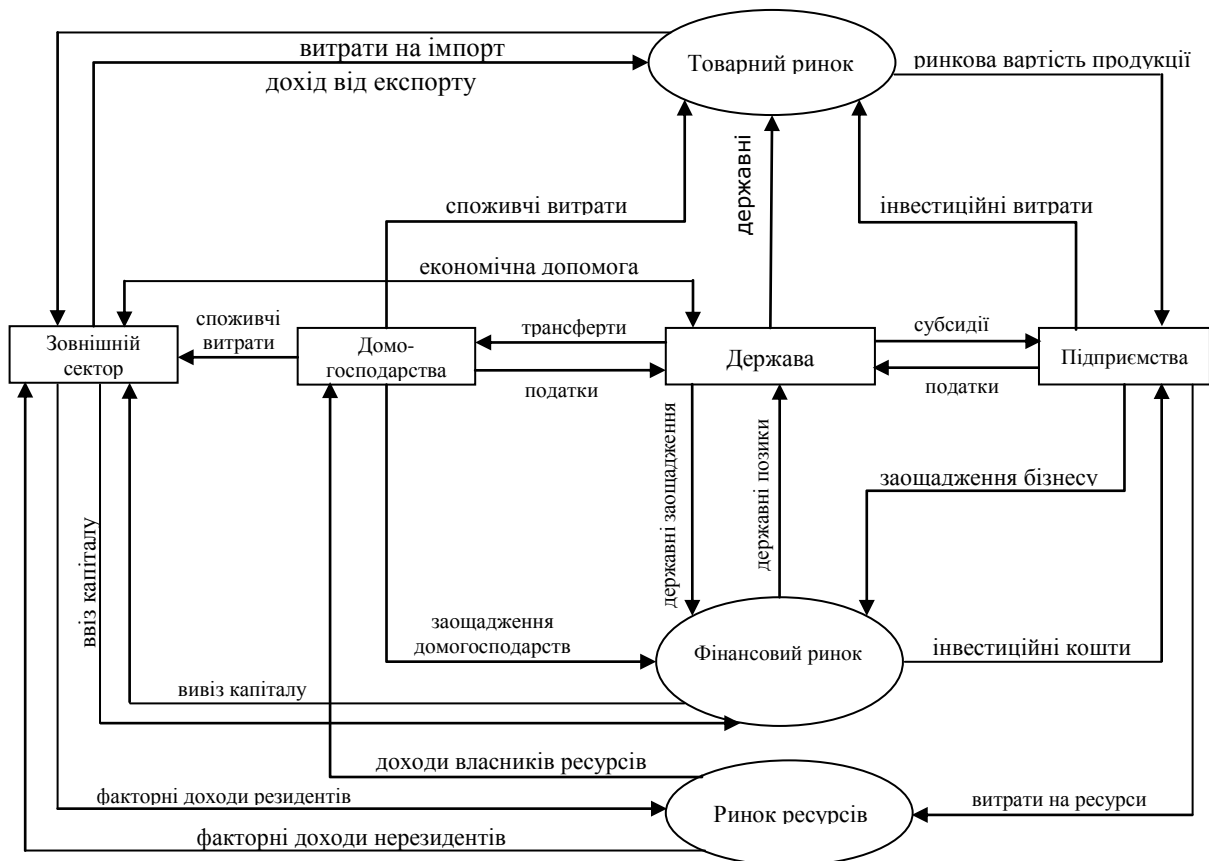 витрати на імпорт
Товарний ринок
ринкова вартість продукції
дохід від експорту
державні
споживчі витрати
інвестиційні витрати
економічна допомога
споживчі
витрати
трансферти
субсидії
Зовнішній
сектор
Домо-
господарства
Держава
Підприємства
податки
податки
державні заощадження
державні позики
заощадження бізнесу
ввіз капіталу
заощадження
домогосподарств
Фінансовий ринок
інвестиційні кошти
вивіз капіталу
доходи власників ресурсів
факторні доходи резидентів
Ринок ресурсів
витрати на ресурси
факторні доходи нерезидентів